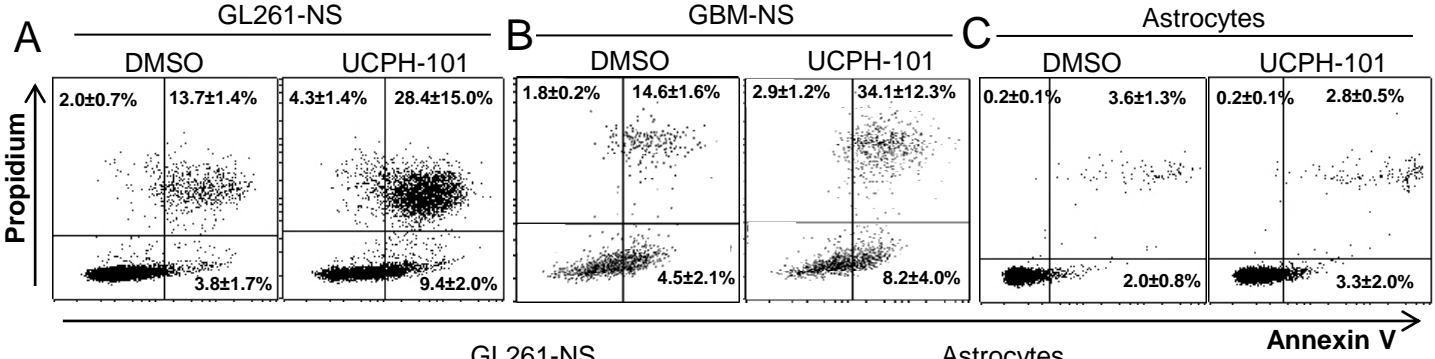 A GL261-NS B GBM-NS C Astrocytes
DMSO UCPH-101 DMSO UCPH-101 DMSO UCPH-101
2.0±0.7% 13.7±1.4% 4.3±1.4% 28.4±15.0% 1.8±0.2% 14.6±1.6% 2.9±1.2% 34.1±12.3% 0.2±0.1% 3.6±1.3% 0.2±0.1% 2.8±0.5%
Propidium
3.8±1.7% 9.4±2.0% 4.5±2.1% 8.2±4.0% 2.0±0.8% 3.3±2.0%
Annexin V
GL261-NS Astrocytes